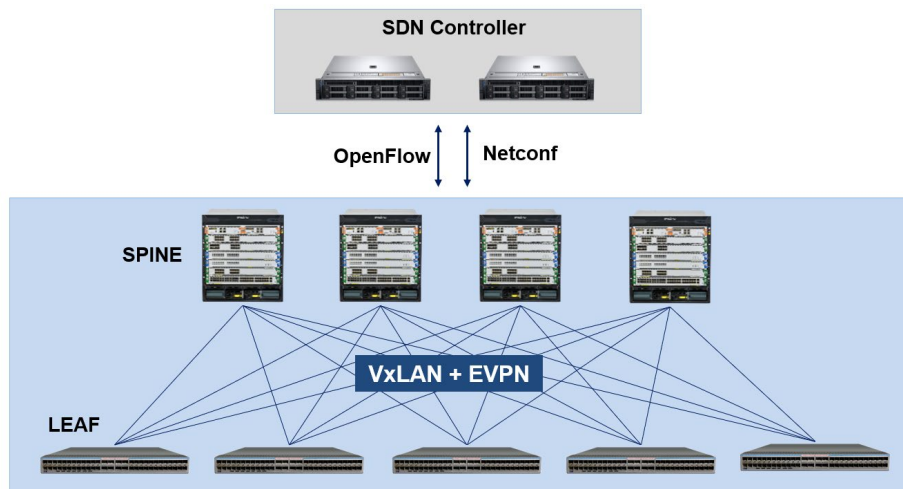 SDN Controller
OpenFlow
Netconf
SPINE
VxLAN + EVPN
LEAF